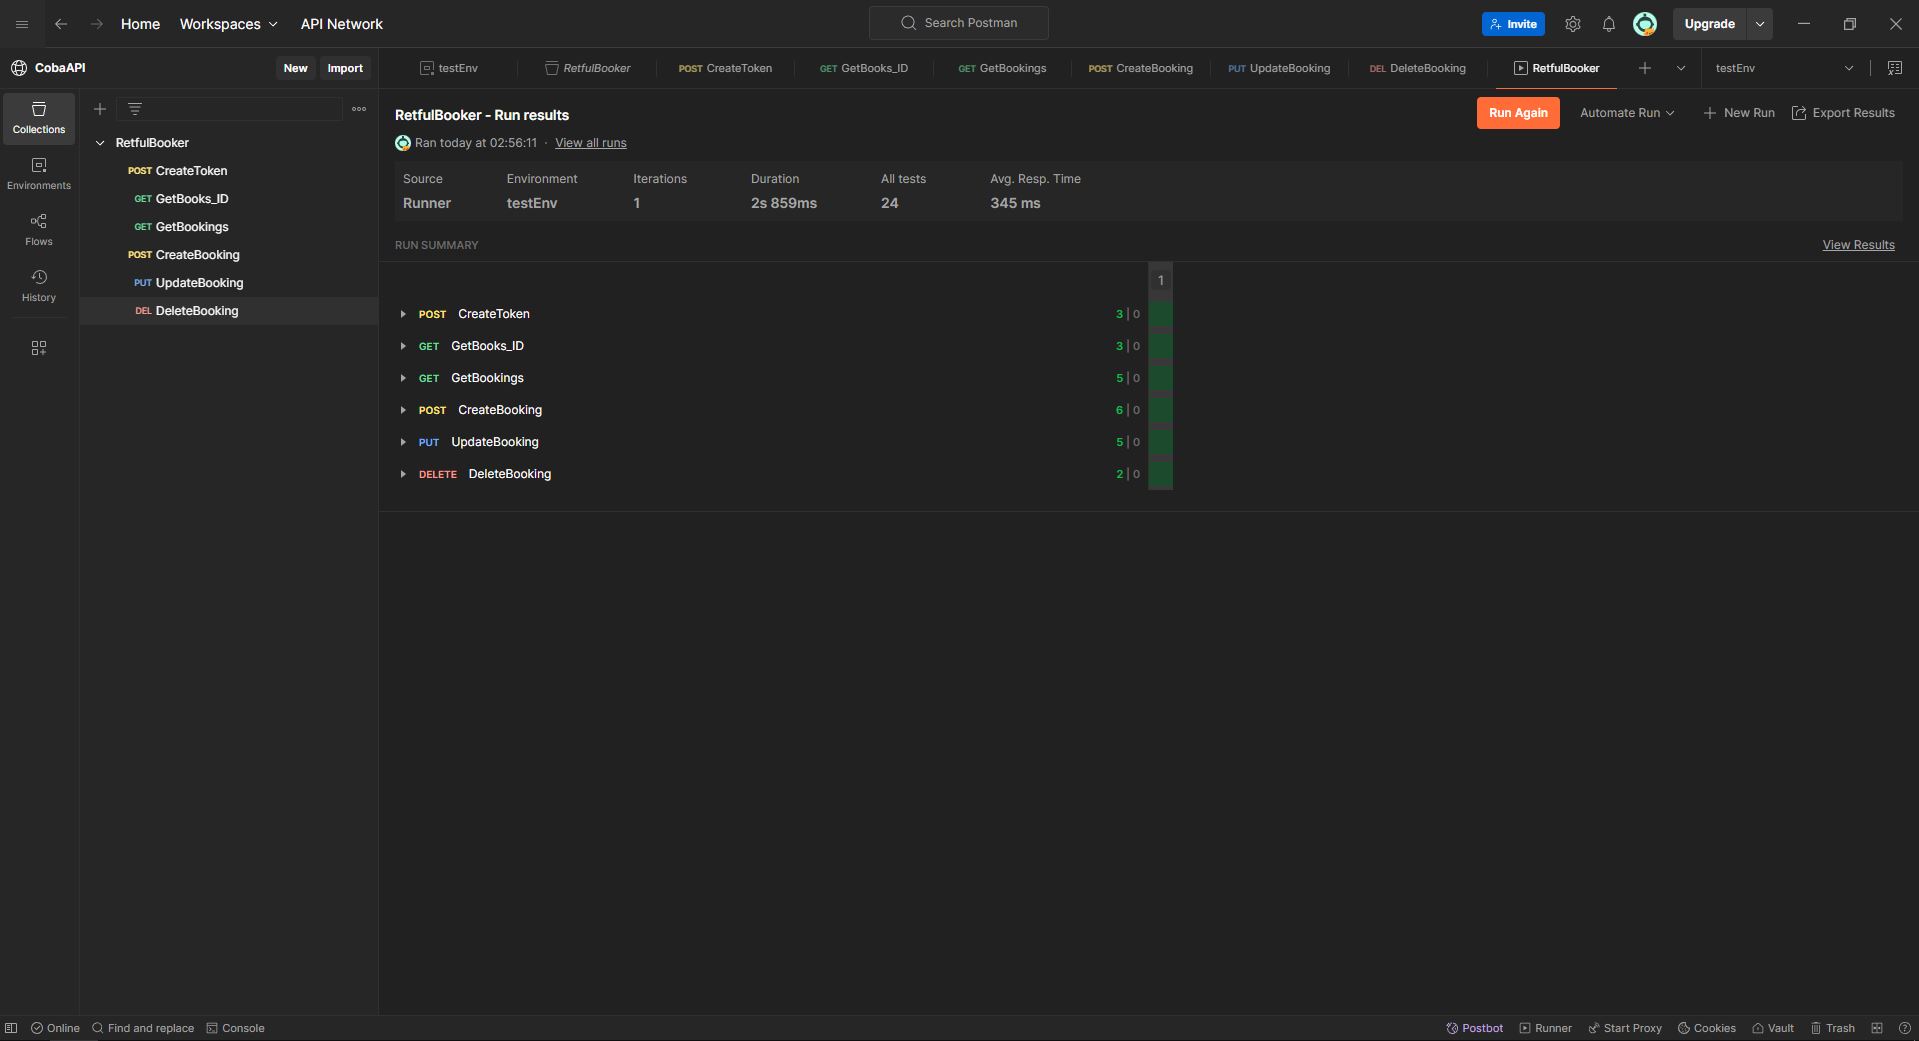 Home Workspaces API Network Search Postman Invite Upgrade
CobaAPI New Import testEnv RetfulBooker POST CreateToken GET GetBooks_ID GET GetBookings POST CreateBooking PUT UpdateBooking DEL DeleteBooking RetfulBooker testEnv
Collections
Environments
Flows
History
RetfulBooker
POST CreateToken
GET GetBooks_ID
GET GetBookings
POST CreateBooking
PUT UpdateBooking
DEL DeleteBooking
RetfulBooker - Run results Run Again Automate Run New Run Export Results
Ran today at 02:56:11 · View all runs
Source Environment Iterations Duration All tests Avg. Resp. Time
Runner testEnv 1 2s 859ms 24 345 ms
RUN SUMMARY View Results
1
POST CreateToken 3 | 0
GET GetBooks_ID 3 | 0
GET GetBookings 5 | 0
POST CreateBooking 6 | 0
PUT UpdateBooking 5 | 0
DELETE DeleteBooking 2 | 0
Online Find and replace Console Postbot Runner Start Proxy Cookies Vault Trash